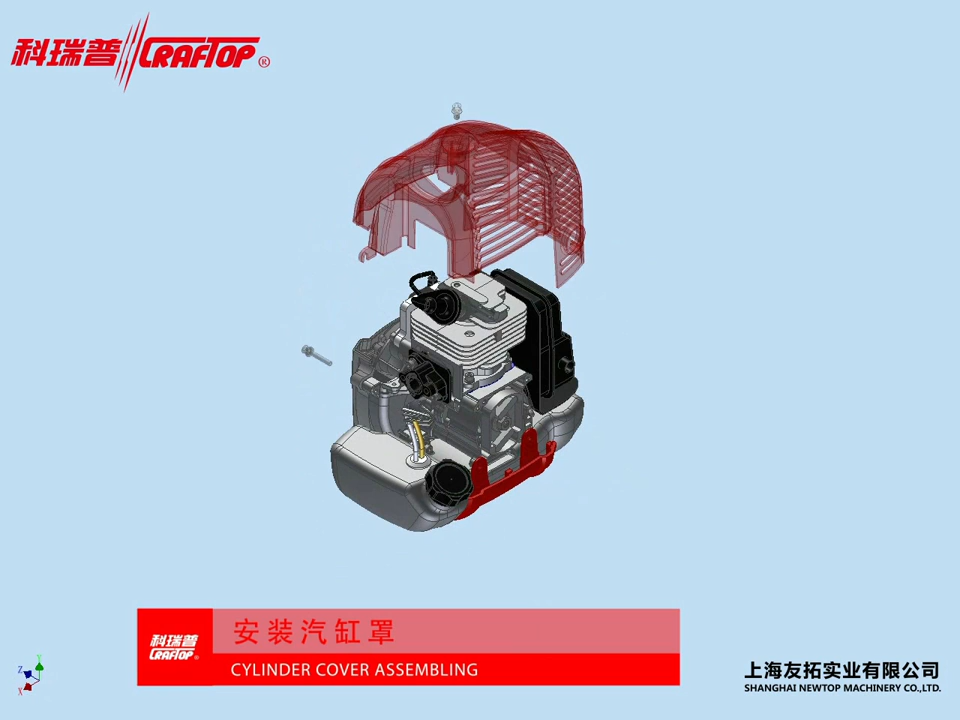 科瑞普 CRAFTOP®
科瑞普
CRAFTOP®
安装汽缸罩
CYLINDER COVER ASSEMBLING
上海友拓实业有限公司
SHANGHAI NEWTOP MACHINERY CO.,LTD.
Y
Z
X